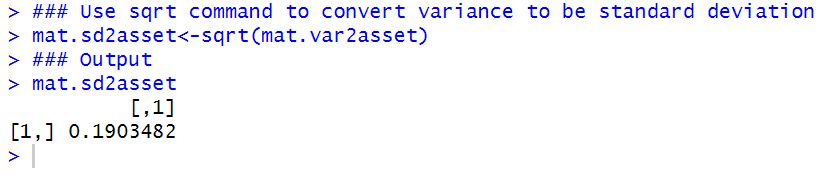 > ### Use sqrt command to convert variance to be standard deviation
> mat.sd2asset<-sqrt(mat.var2asset)
> ### Output
> mat.sd2asset
          [,1]
[1,] 0.1903482
>